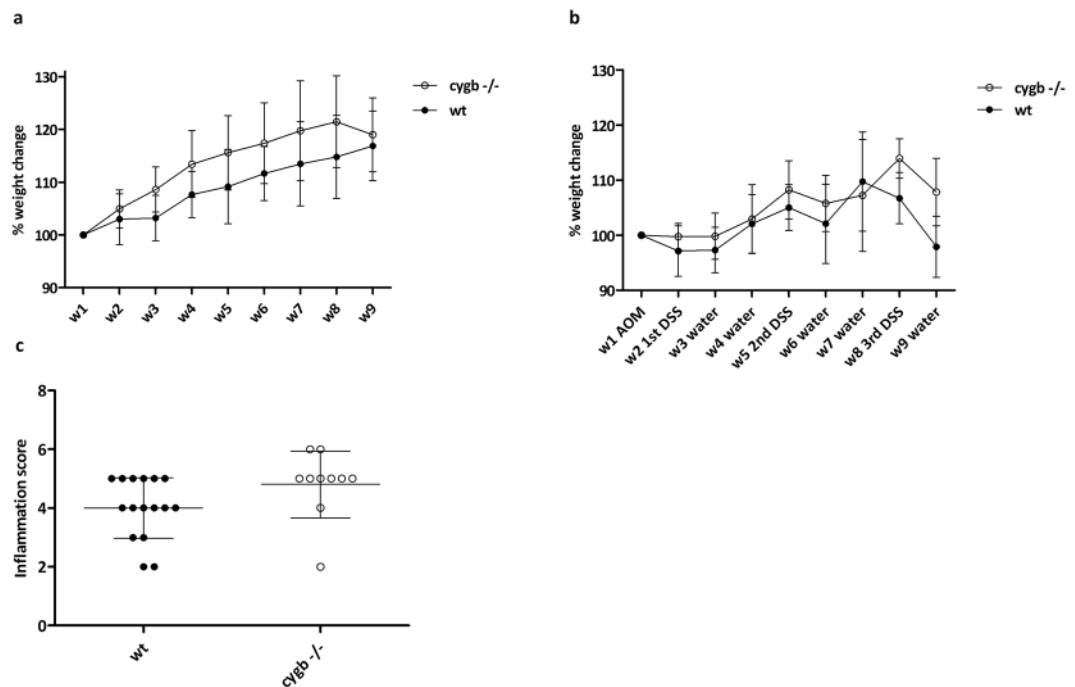 a
% weight change
130
120
110
100
90
w1
w2
w3
w4
w5
w6
w7
w8
w9
cygb -/-
wt
b
% weight change
130
120
110
100
90
w1 AOM
w2 1st DSS
w3 water
w4 water
w5 2nd DSS
w6 water
w7 water
w8 3rd DSS
w9 water
cygb -/-
wt
c
Inflammation score
8
6
4
2
0
wt
cygb -/-